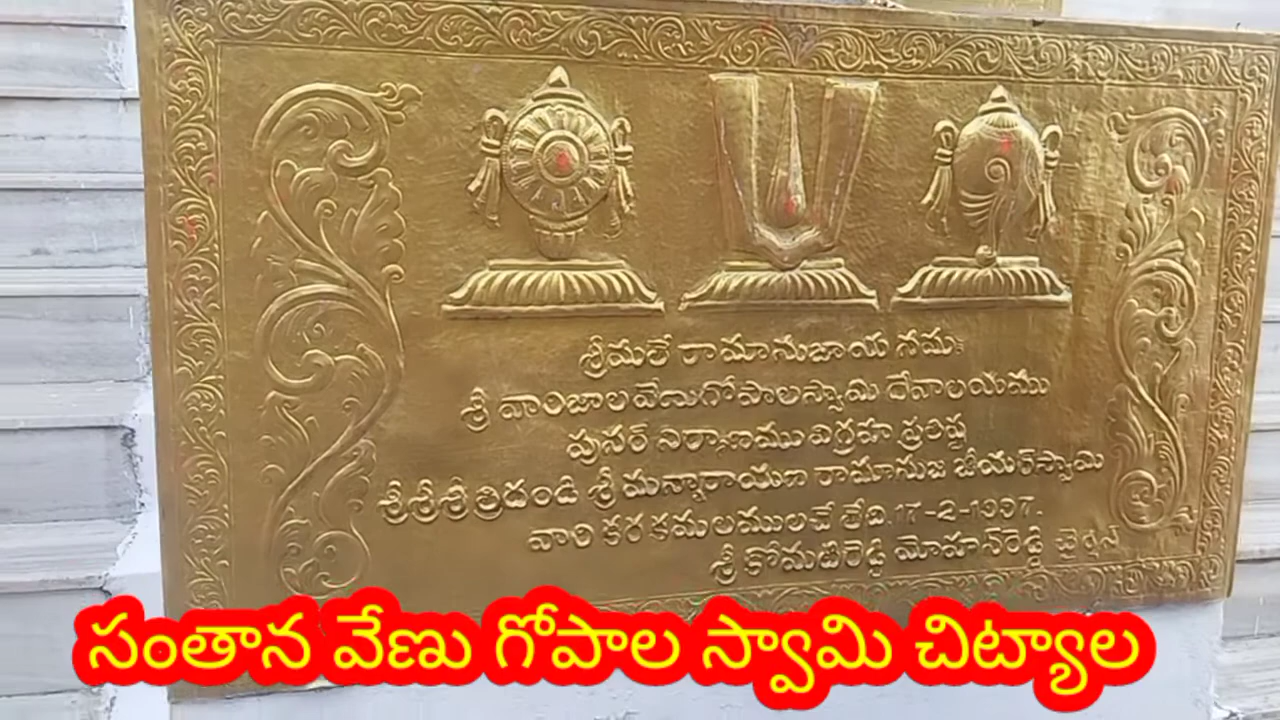 శ్రీమతే రామానుజాయ నమః
శ్రీ వారిజాల వేణుగోపాలస్వామి దేవాలయము
పునర్ నిర్మాణము విగ్రహ ప్రతిష్ఠ
శ్రీశ్రీశ్రీ త్రిదండి శ్రీ మన్నారాయణ రామానుజ జీయర్‌స్వామి
వారి కర కమలములచే తేది.17-2-1997.
శ్రీ కోమటిరెడ్డి మోహన్‌రెడ్డి
సంతాన వేణు గోపాల స్వామి చిట్యాల